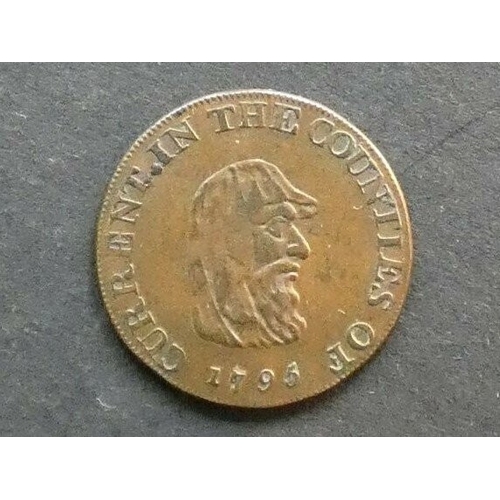 CURRENT.IN THE COUNTIES OF
1795